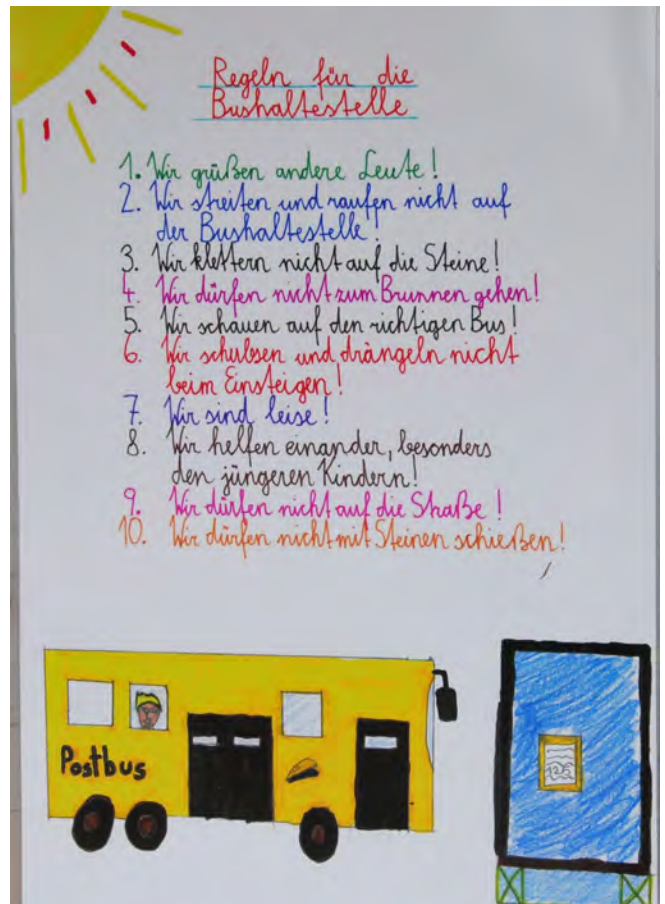 Regeln für die
Bushaltestelle
1. Wir grüßen andere Leute!
2. Wir streiten und raufen nicht auf
der Bushaltestelle!
3. Wir klettern nicht auf die Steine!
4. Wir dürfen nicht zum Brunnen gehen!
5. Wir schauen auf den richtigen Bus!
6. Wir schubsen und drängeln nicht
beim Einsteigen!
7. Wir sind leise!
8. Wir helfen einander, besonders
den jüngeren Kindern!
9. Wir dürfen nicht auf die Straße!
10. Wir dürfen nicht mit Steinen schießen!
Postbus